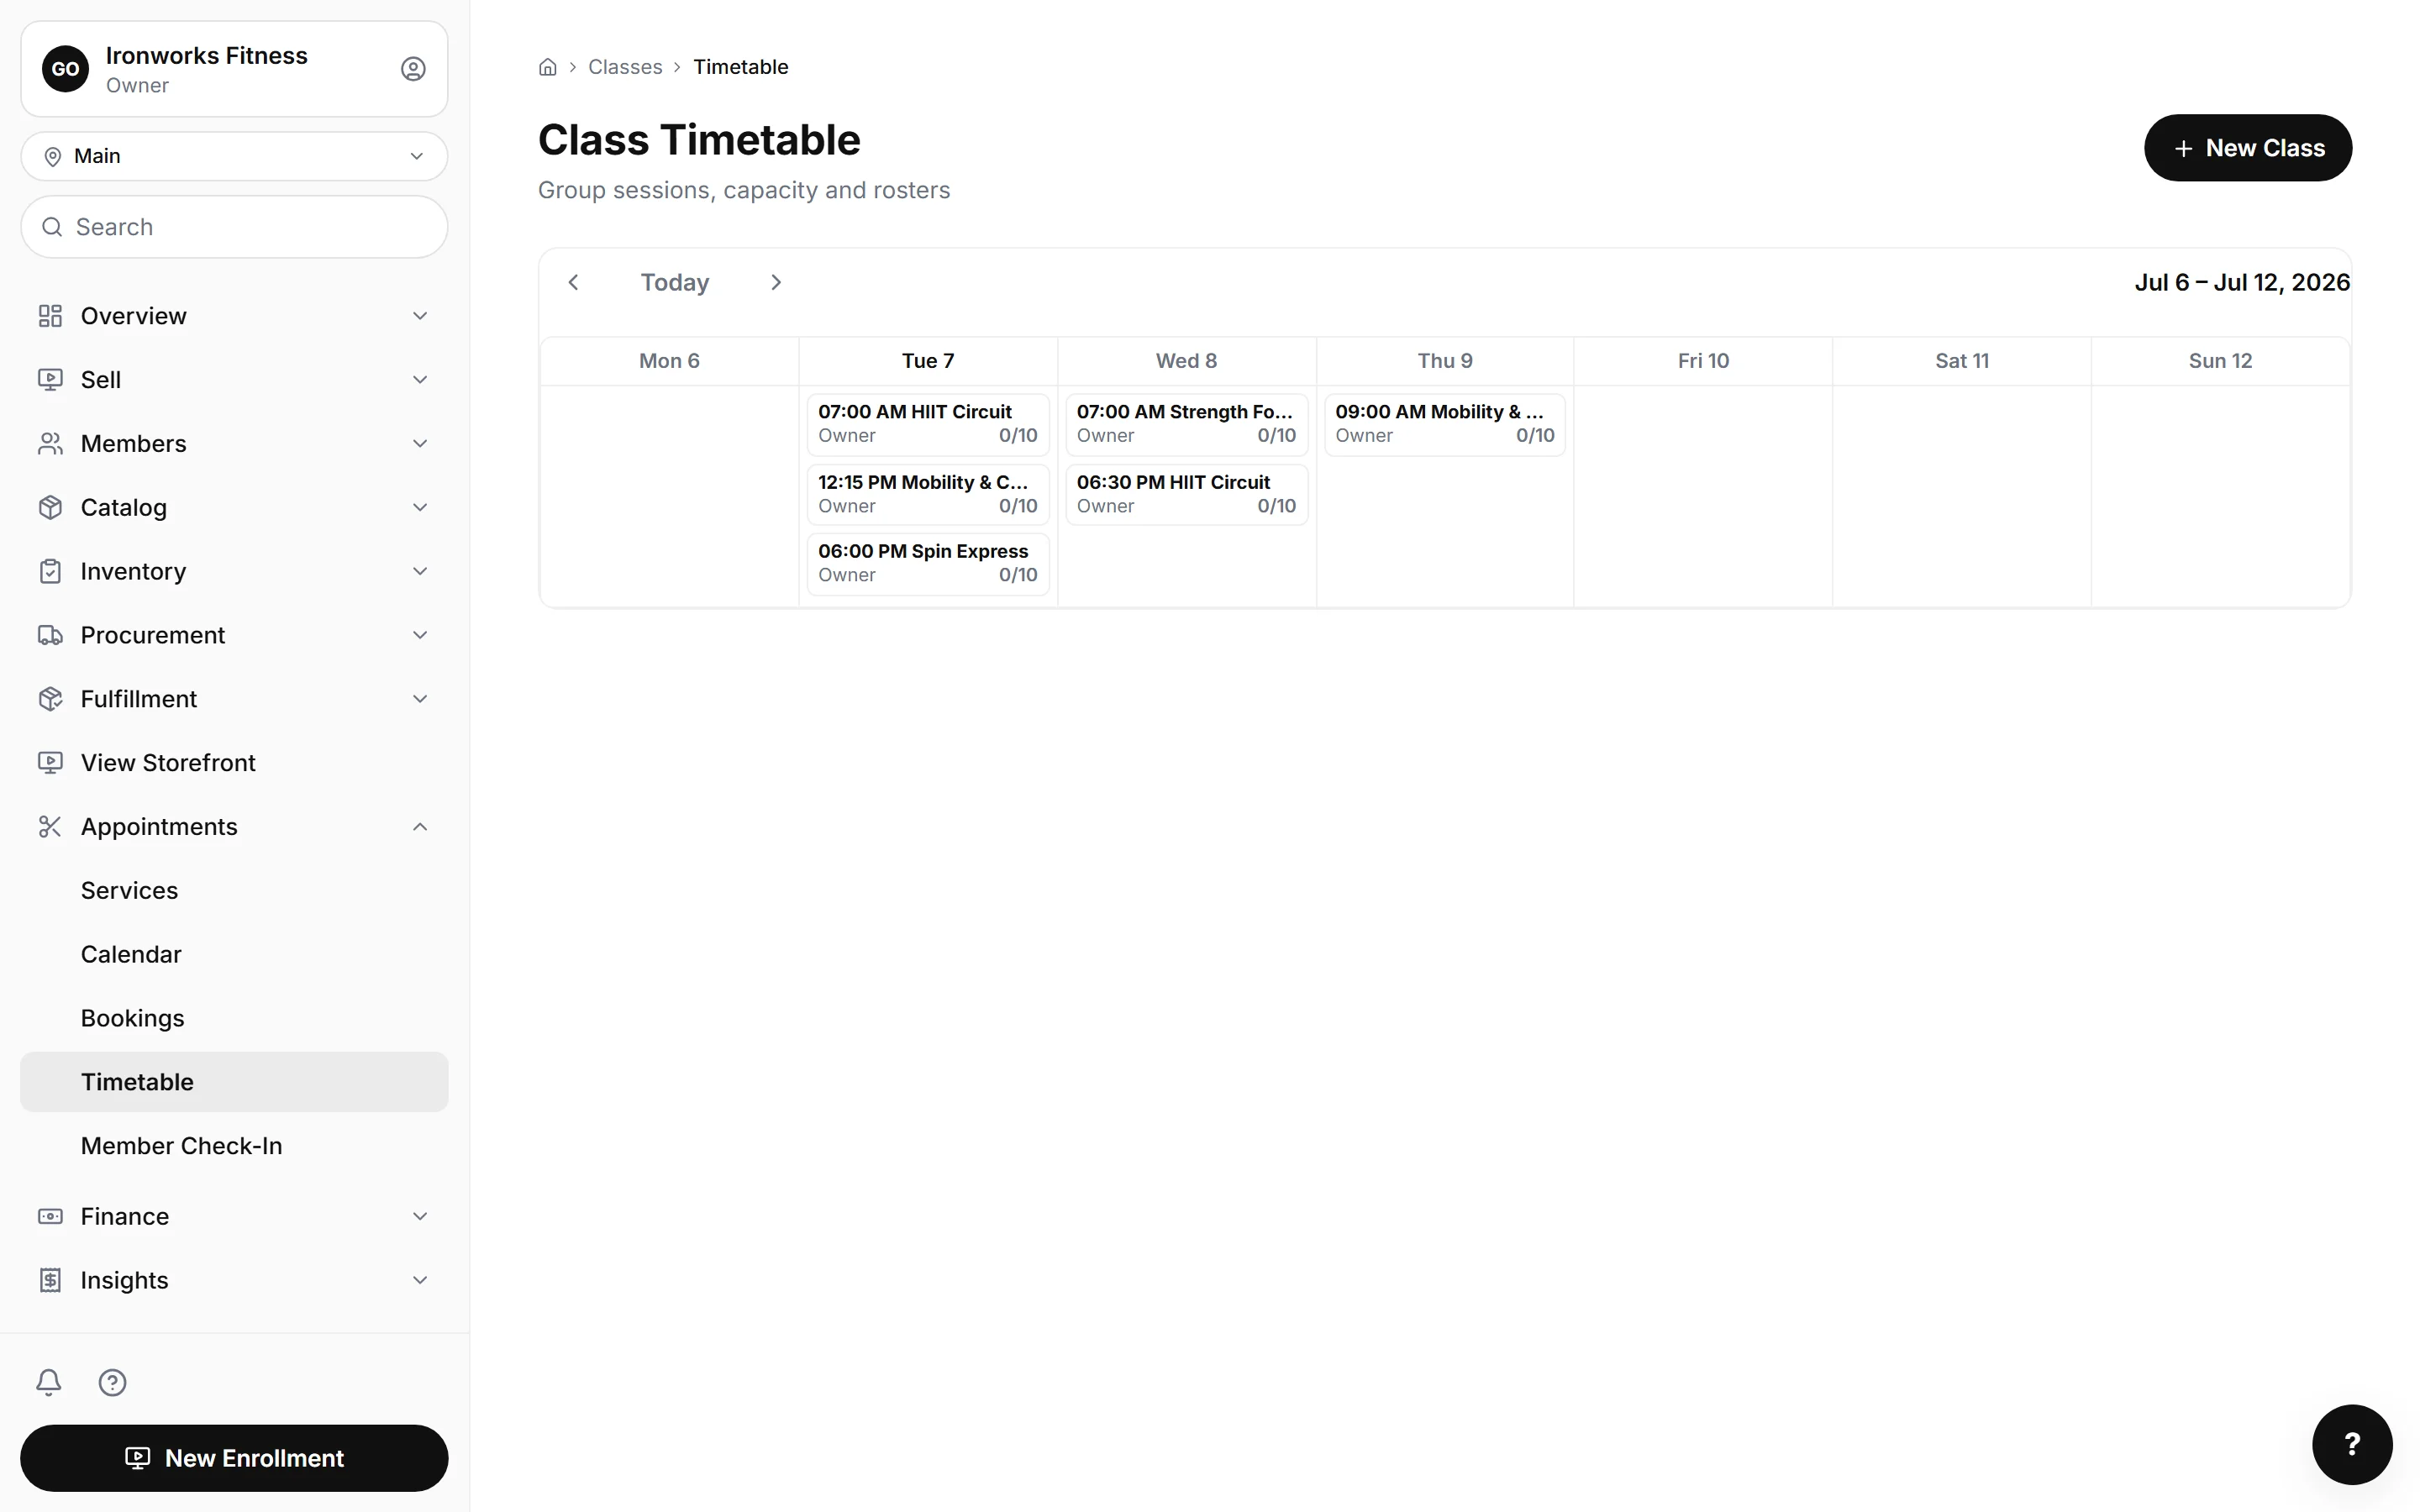 GO
Ironworks Fitness
Owner
Main
Search
Overview
Sell
Members
Catalog
Inventory
Procurement
Fulfillment
View Storefront
Appointments
Services
Calendar
Bookings
Timetable
Member Check-In
Finance
Insights
New Enrollment
Classes > Timetable
Class Timetable
Group sessions, capacity and rosters
+ New Class
Today
Jul 6 – Jul 12, 2026
Mon 6
Tue 7
Wed 8
Thu 9
Fri 10
Sat 11
Sun 12
07:00 AM HIIT Circuit
Owner 0/10
12:15 PM Mobility & C...
Owner 0/10
06:00 PM Spin Express
Owner 0/10
07:00 AM Strength Fo...
Owner 0/10
06:30 PM HIIT Circuit
Owner 0/10
09:00 AM Mobility & ...
Owner 0/10
?